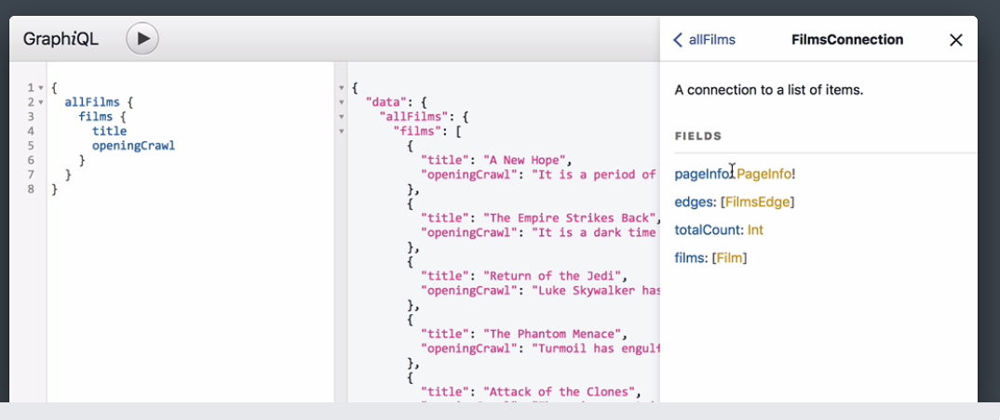 GraphiQL
1 {
2 allFilms {
3 films {
4 title
5 openingCrawl
6 }
7 }
8 }
{
"data": {
"allFilms": {
"films": [
{
"title": "A New Hope",
"openingCrawl": "It is a period of
},
{
"title": "The Empire Strikes Back",
"openingCrawl": "It is a dark time
},
{
"title": "Return of the Jedi",
"openingCrawl": "Luke Skywalker has
},
{
"title": "The Phantom Menace",
"openingCrawl": "Turmoil has engulf
},
{
"title": "Attack of the Clones",
allFilms FilmsConnection
A connection to a list of items.
FIELDS
pageInfo: PageInfo!
edges: [FilmsEdge]
totalCount: Int
films: [Film]